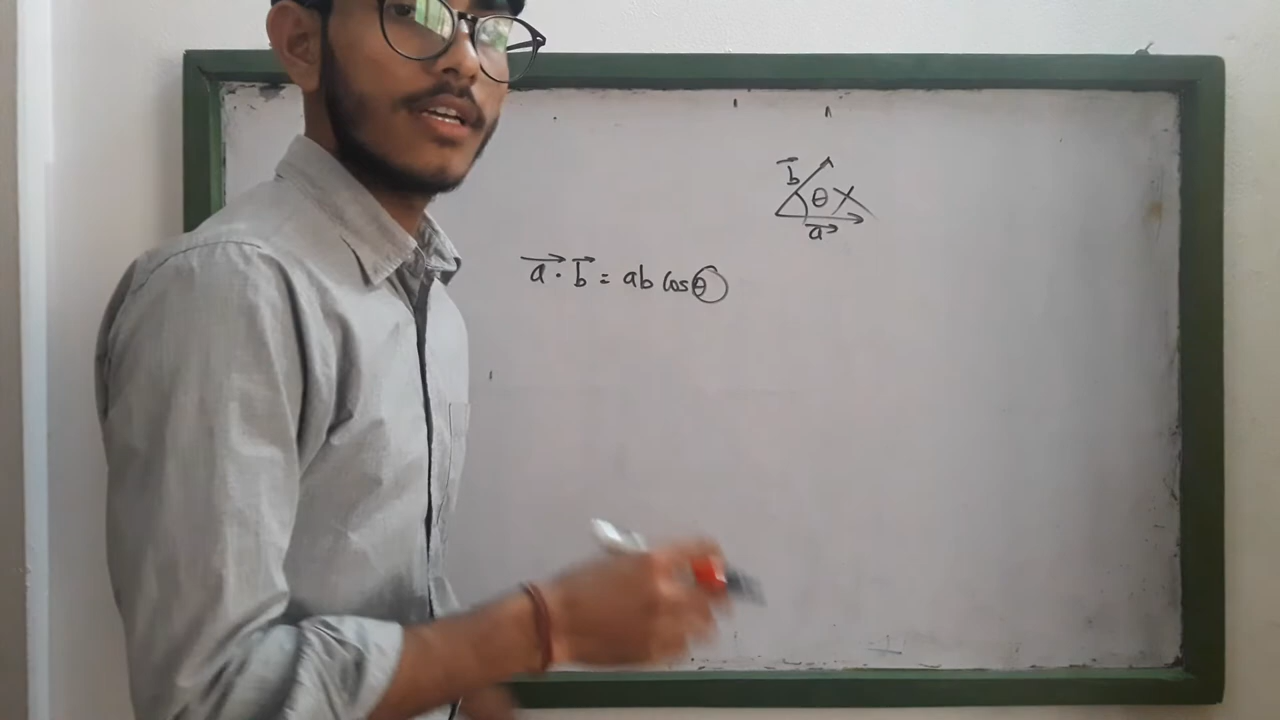 b⃗
θ X
a⃗
a⃗ · b⃗ = ab cosθ